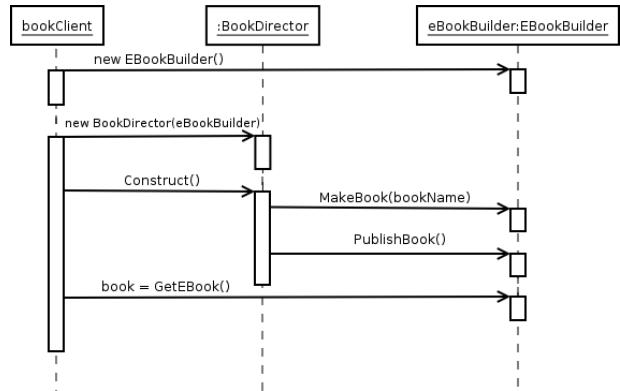 bookClient
:BookDirector
eBookBuilder:EBookBuilder
new EBookBuilder()
new BookDirector(eBookBuilder)
Construct()
MakeBook(bookName)
PublishBook()
book = GetEBook()